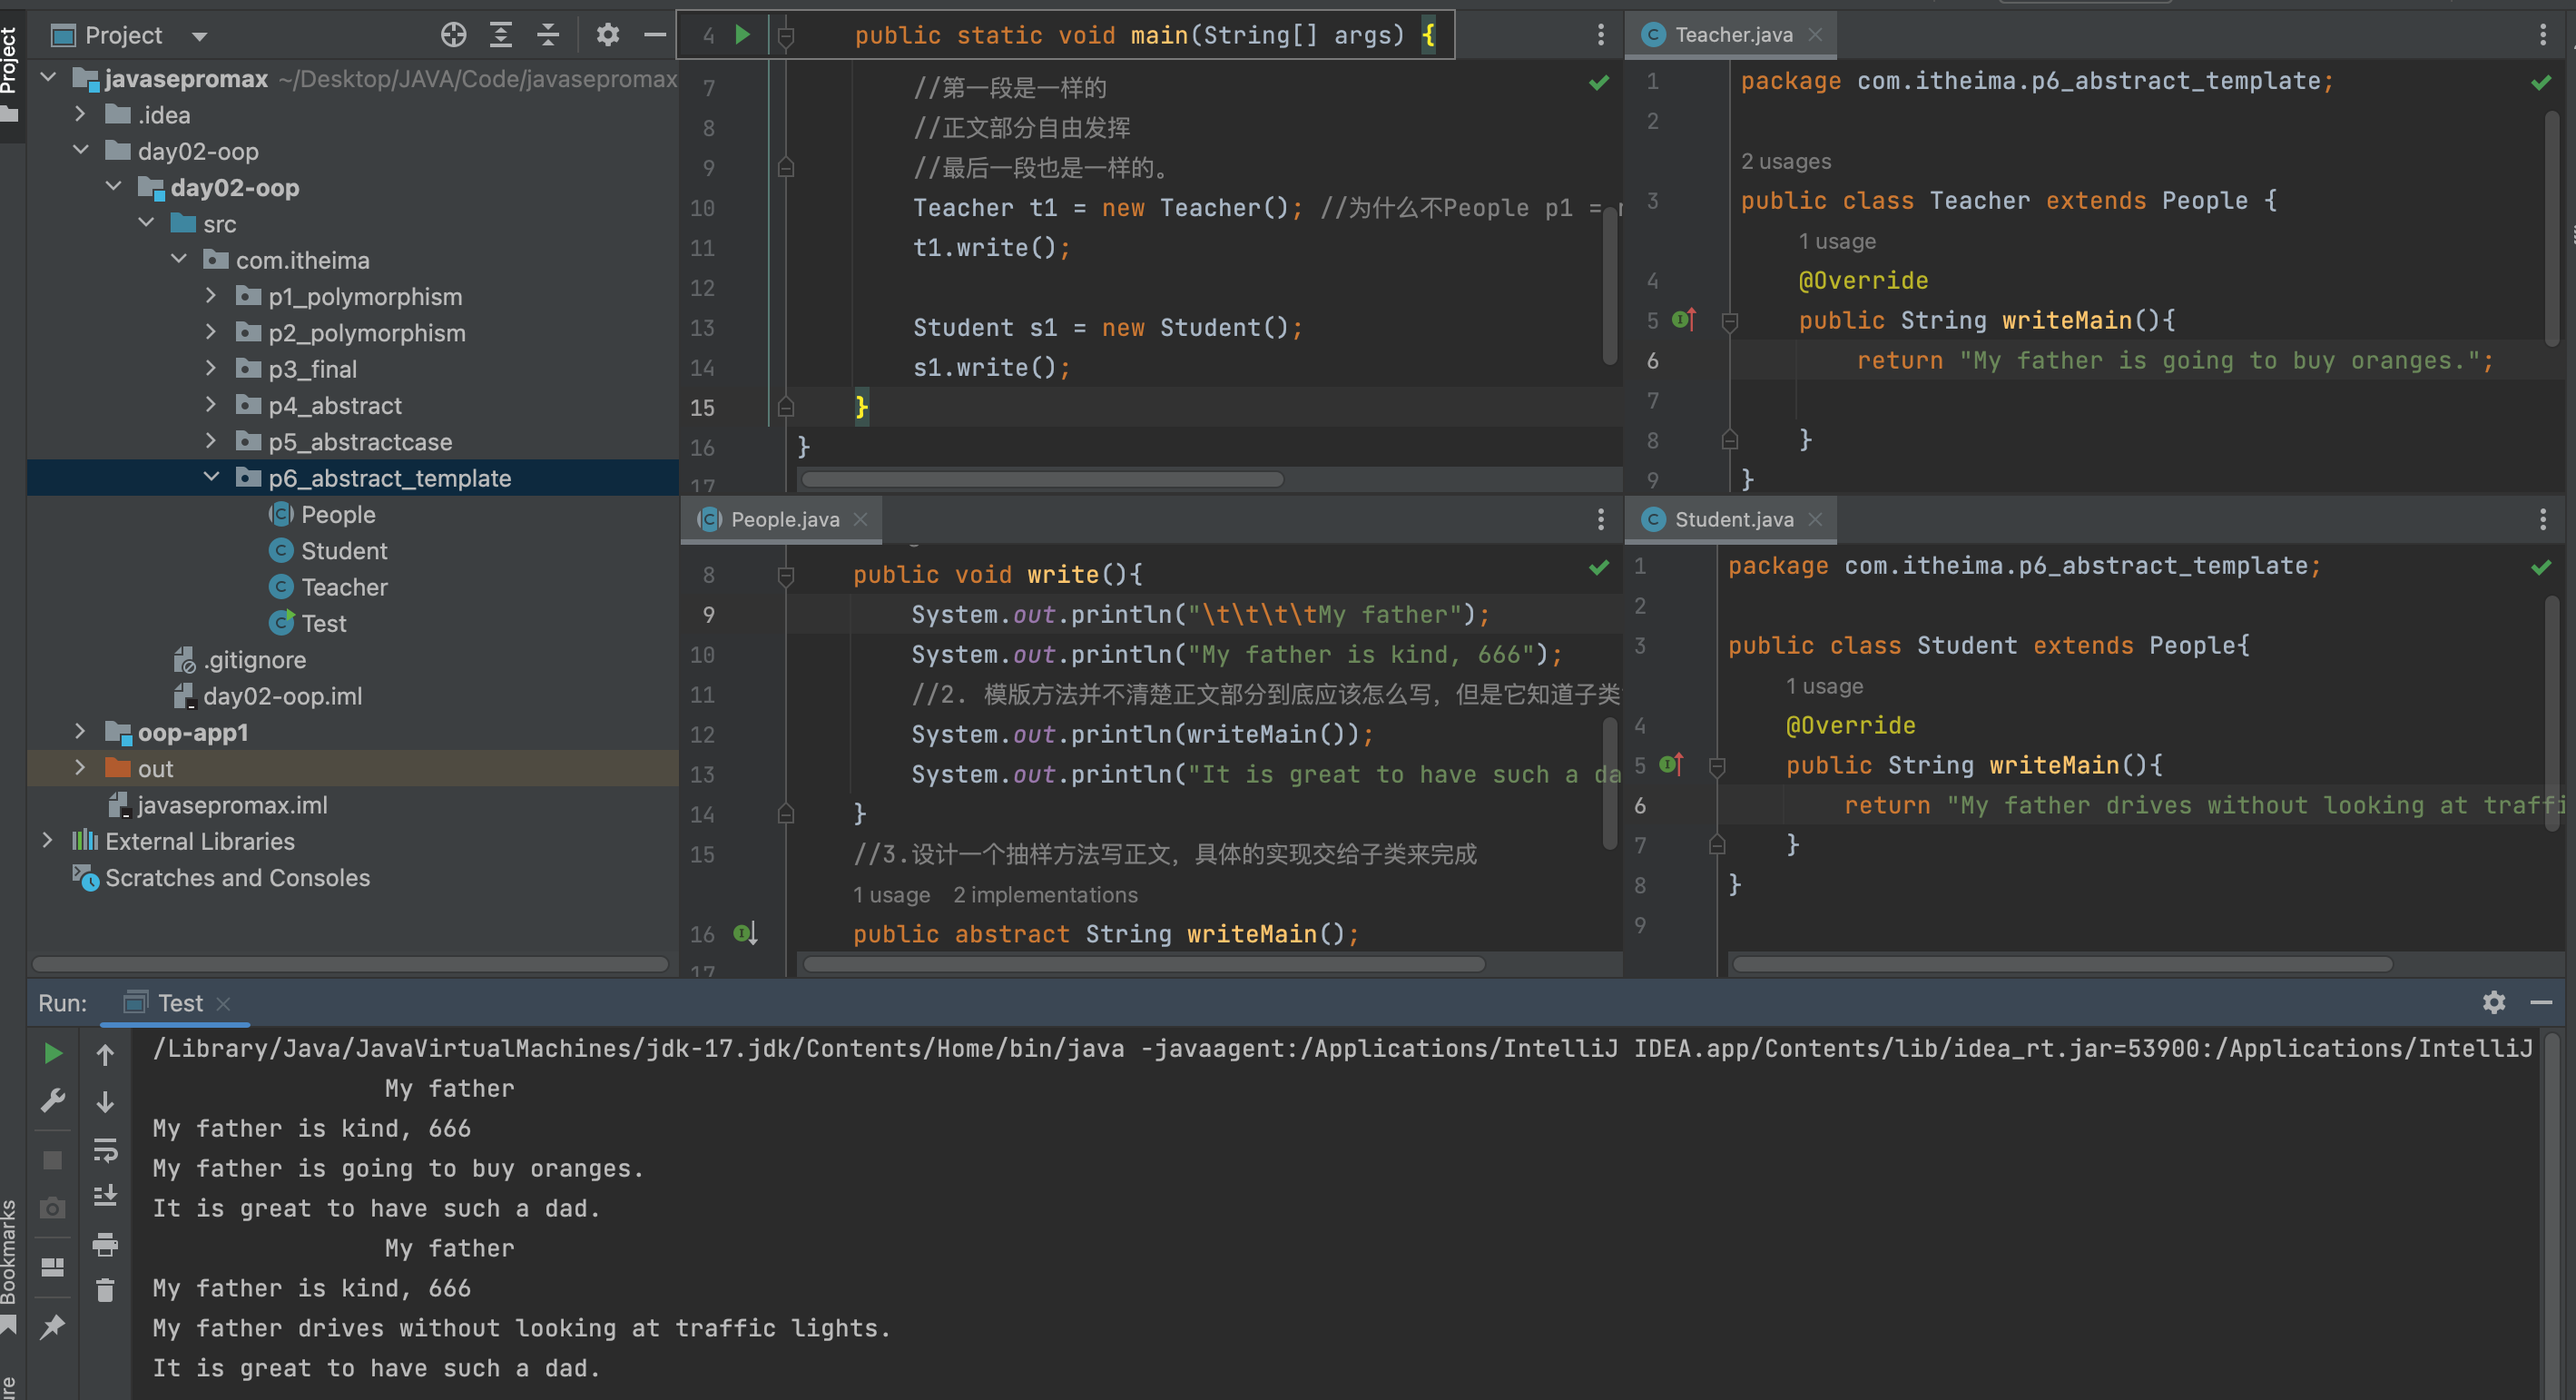 Project
Project
javasepromax ~/Desktop/JAVA/Code/javasepromax
.idea
day02-oop
day02-oop
src
com.itheima
p1_polymorphism
p2_polymorphism
p3_final
p4_abstract
p5_abstractcase
p6_abstract_template
People
Student
Teacher
Test
.gitignore
day02-oop.iml
oop-app1
out
javasepromax.iml
External Libraries
Scratches and Consoles
4 public static void main(String[] args) {
7 //第一段是一样的
8 //正文部分自由发挥
9 //最后一段也是一样的。
10 Teacher t1 = new Teacher(); //为什么不People p1 =
11 t1.write();
12
13 Student s1 = new Student();
14 s1.write();
15 }
16 }
17
Teacher.java
1 package com.itheima.p6_abstract_template;
2
2 usages
3 public class Teacher extends People {
1 usage
4 @Override
5 public String writeMain(){
6 return "My father is going to buy oranges.";
7
8 }
9 }
People.java
8 public void write(){
9 System.out.println("\t\t\t\tMy father");
10 System.out.println("My father is kind, 666");
11 //2. 模版方法并不清楚正文部分到底应该怎么写，但是它知道子类
12 System.out.println(writeMain());
13 System.out.println("It is great to have such a da
14 }
15 //3.设计一个抽样方法写正文，具体的实现交给子类来完成
1 usage 2 implementations
16 public abstract String writeMain();
17
Student.java
1 package com.itheima.p6_abstract_template;
2
3 public class Student extends People{
1 usage
4 @Override
5 public String writeMain(){
6 return "My father drives without looking at traffi
7 }
8 }
9
Run: Test
/Library/Java/JavaVirtualMachines/jdk-17.jdk/Contents/Home/bin/java -javaagent:/Applications/IntelliJ IDEA.app/Contents/lib/idea_rt.jar=53900:/Applications/IntelliJ
My father
My father is kind, 666
My father is going to buy oranges.
It is great to have such a dad.
My father
My father is kind, 666
My father drives without looking at traffic lights.
It is great to have such a dad.
Bookmarks